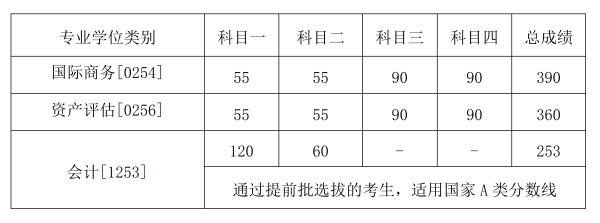 专业学位类别 科目一 科目二 科目三 科目四 总成绩
国际商务[0254] 55 55 90 90 390
资产评估[0256] 55 55 90 90 360
会计[1253] 120 60 - - 253
通过提前批选拔的考生，适用国家 A 类分数线